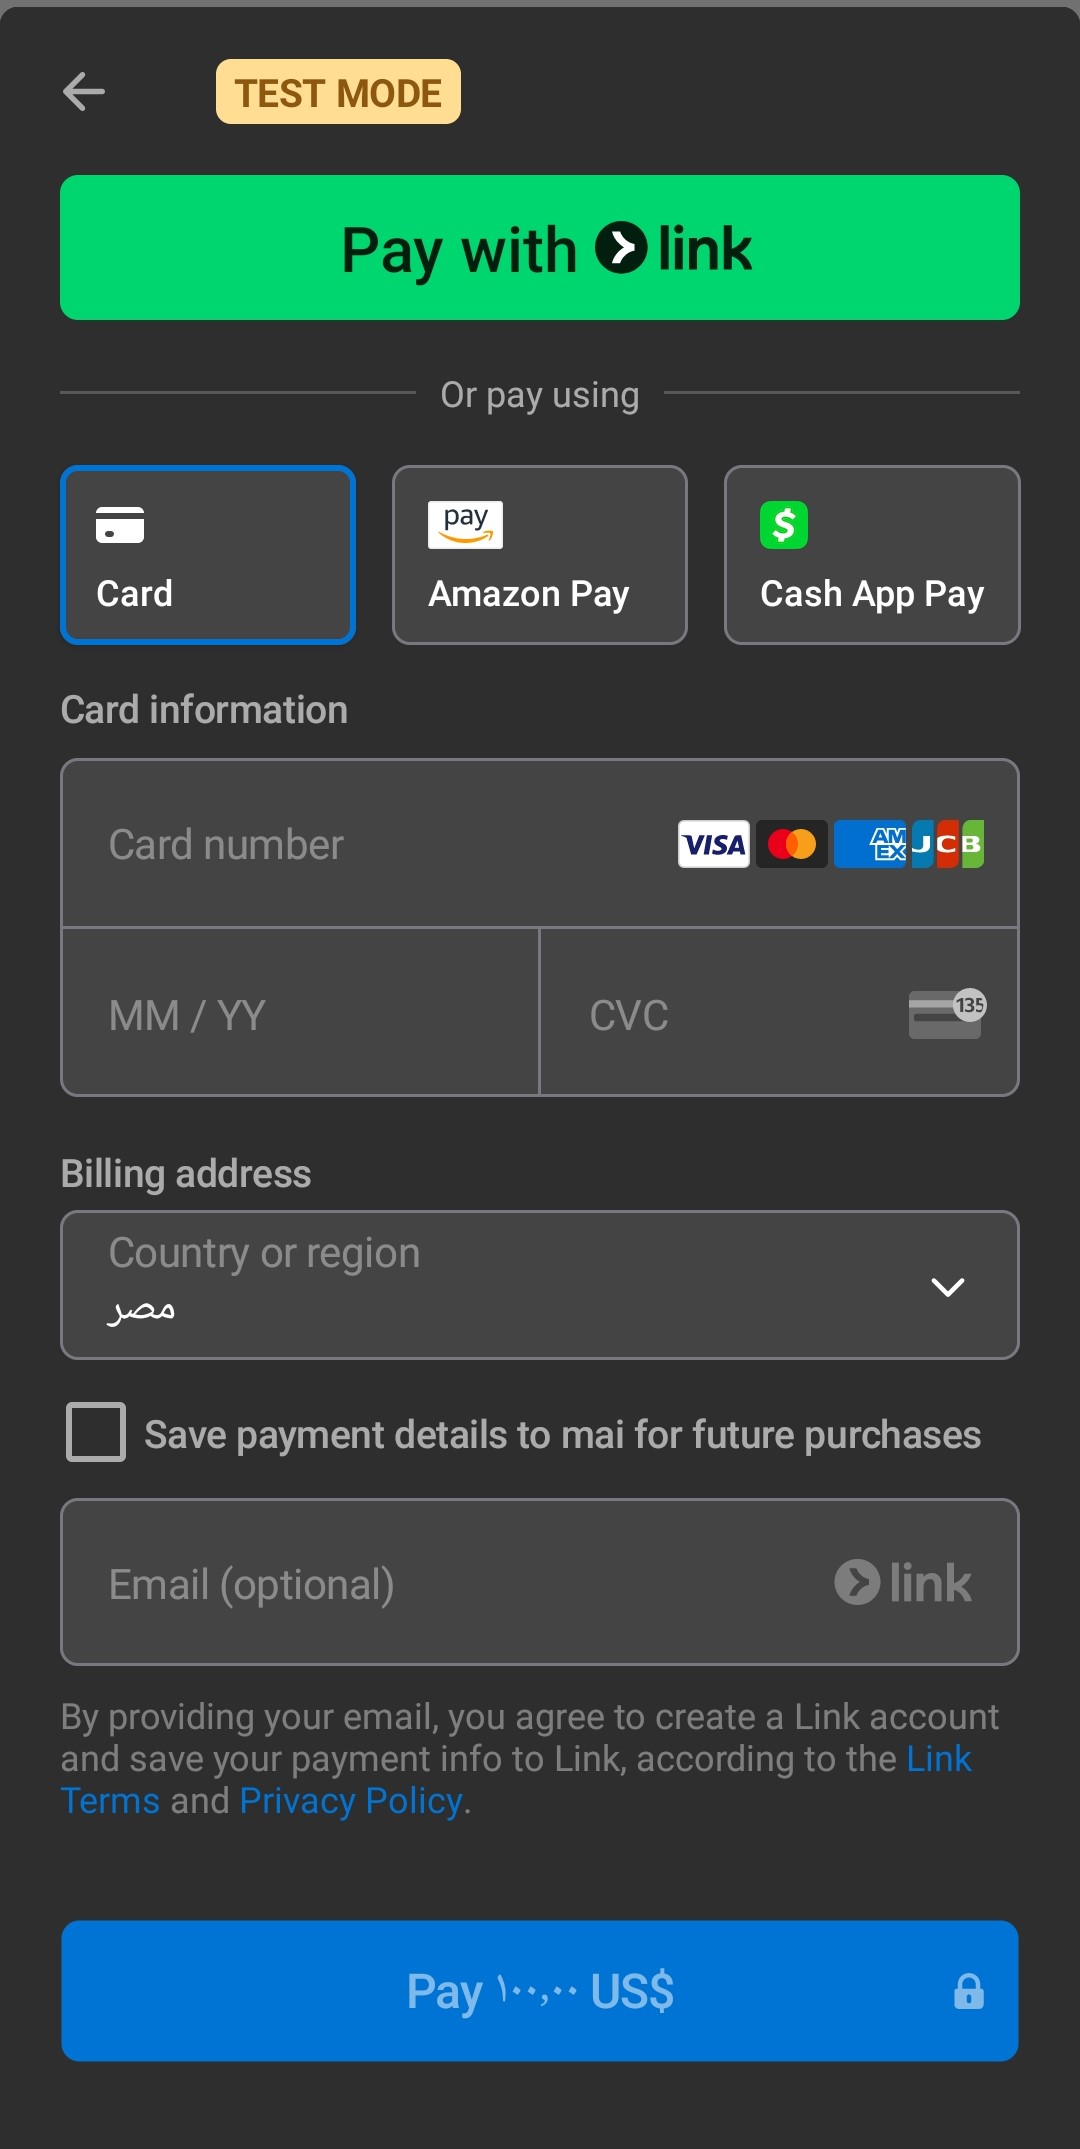 TEST MODE
Pay with link
Or pay using
pay
Card
Amazon Pay
Cash App Pay
Card information
Card number
VISA
AMEX
JCB
MM / YY
CVC
135
Billing address
Country or region
مصر
Save payment details to mai for future purchases
Email (optional)
link
By providing your email, you agree to create a Link account
and save your payment info to Link, according to the Link
Terms and Privacy Policy.
Pay ١٠٠,٠٠ US$